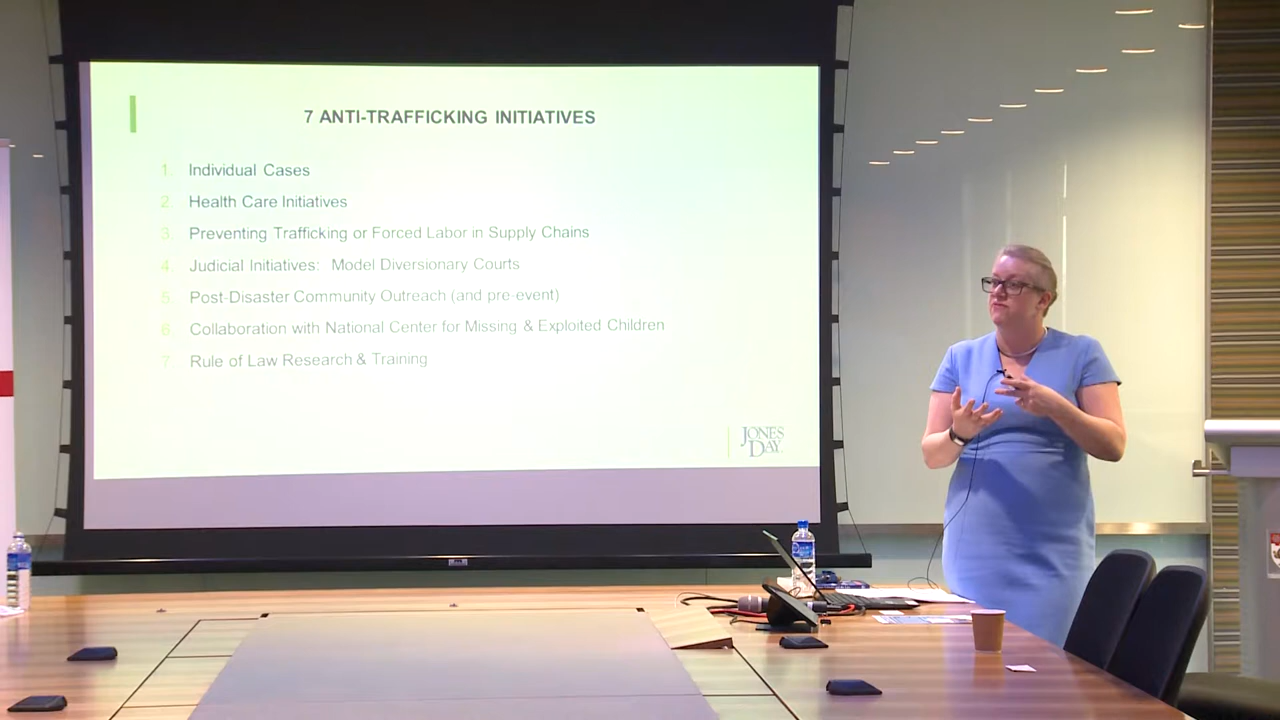 7 ANTI-TRAFFICKING INITIATIVES
1. Individual Cases
2. Health Care Initiatives
3. Preventing Trafficking or Forced Labor in Supply Chains
4. Judicial Initiatives: Model Diversionary Courts
5. Post-Disaster Community Outreach (and pre-event)
6. Collaboration with National Center for Missing & Exploited Children
7. Rule of Law Research & Training
JONES
DAY